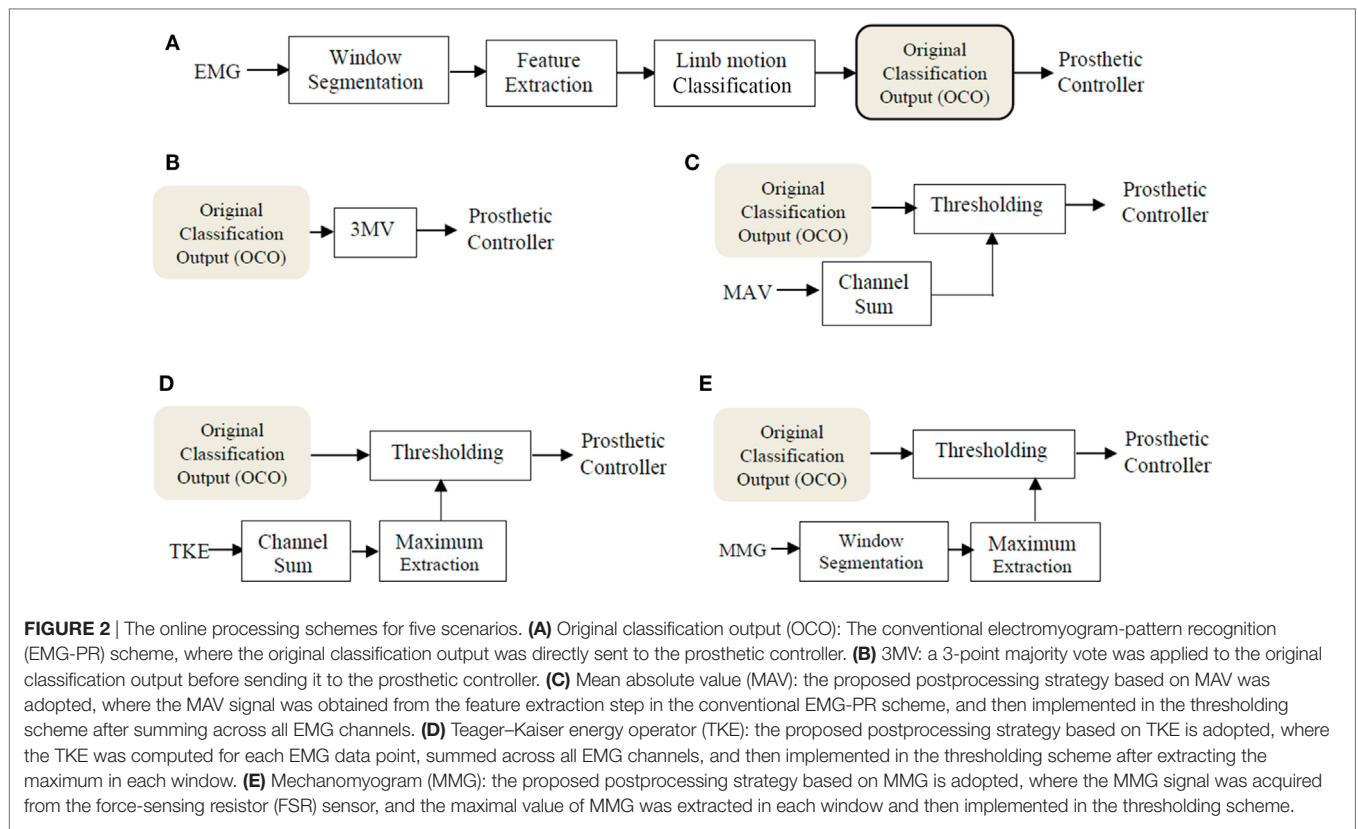 A
EMG
Window
Segmentation
Feature
Extraction
Limb motion
Classification
Original
Classification
Output (OCO)
Prosthetic
Controller
B
Original
Classification
Output (OCO)
3MV
Prosthetic
Controller
C
Original
Classification
Output (OCO)
Thresholding
Prosthetic
Controller
MAV
Channel
Sum
D
Original
Classification
Output (OCO)
Thresholding
Prosthetic
Controller
TKE
Channel
Sum
Maximum
Extraction
E
Original
Classification
Output (OCO)
Thresholding
Prosthetic
Controller
MMG
Window
Segmentation
Maximum
Extraction
FIGURE 2 | The online processing schemes for five scenarios. (A) Original classification output (OCO): The conventional electromyogram-pattern recognition
(EMG-PR) scheme, where the original classification output was directly sent to the prosthetic controller. (B) 3MV: a 3-point majority vote was applied to the original
classification output before sending it to the prosthetic controller. (C) Mean absolute value (MAV): the proposed postprocessing strategy based on MAV was
adopted, where the MAV signal was obtained from the feature extraction step in the conventional EMG-PR scheme, and then implemented in the thresholding
scheme after summing across all EMG channels. (D) Teager–Kaiser energy operator (TKE): the proposed postprocessing strategy based on TKE is adopted, where
the TKE was computed for each EMG data point, summed across all EMG channels, and then implemented in the thresholding scheme after extracting the
maximum in each window. (E) Mechanomyogram (MMG): the proposed postprocessing strategy based on MMG is adopted, where the MMG signal was acquired
from the force-sensing resistor (FSR) sensor, and the maximal value of MMG was extracted in each window and then implemented in the thresholding scheme.